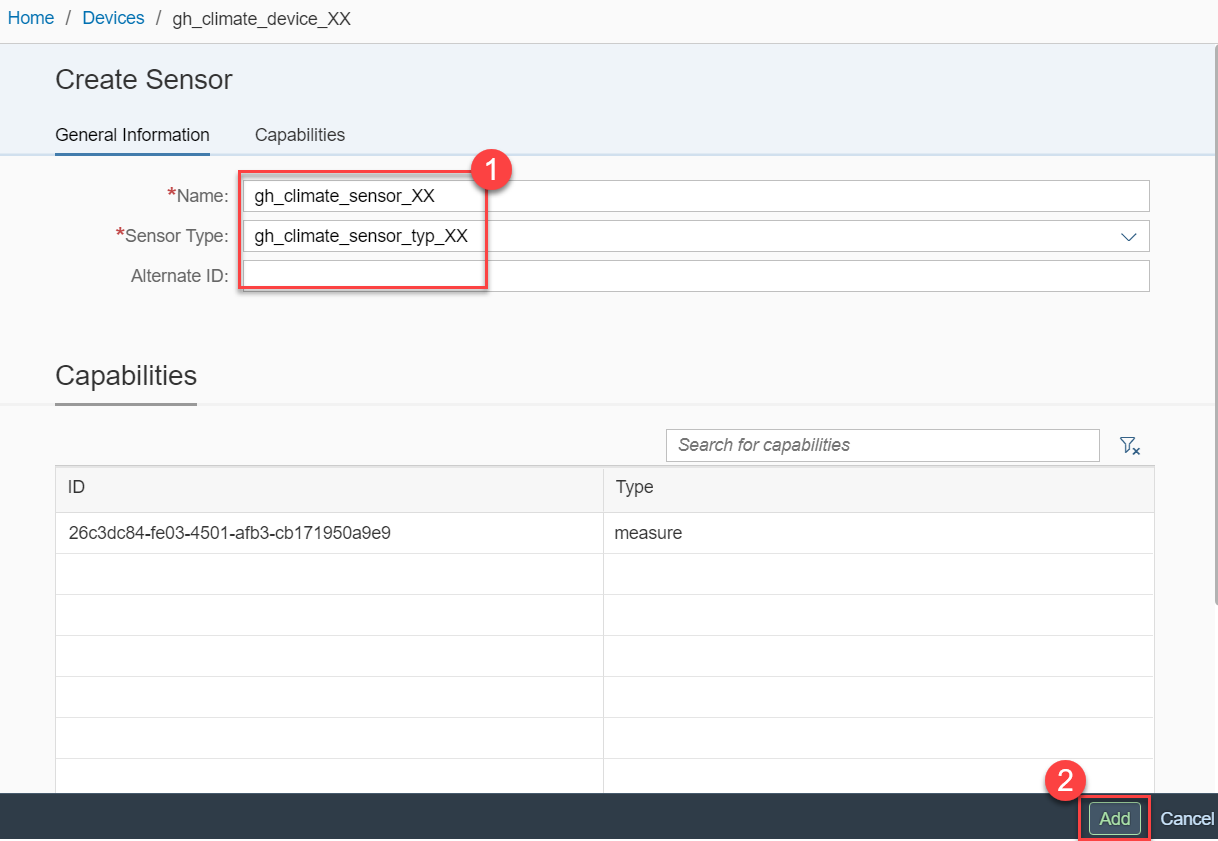 Home / Devices / gh_climate_device_XX
Create Sensor
General Information Capabilities
1
*Name: gh_climate_sensor_XX
*Sensor Type: gh_climate_sensor_typ_XX
Alternate ID:
Capabilities
Search for capabilities
ID Type
26c3dc84-fe03-4501-afb3-cb171950a9e9 measure
2
Add Cancel